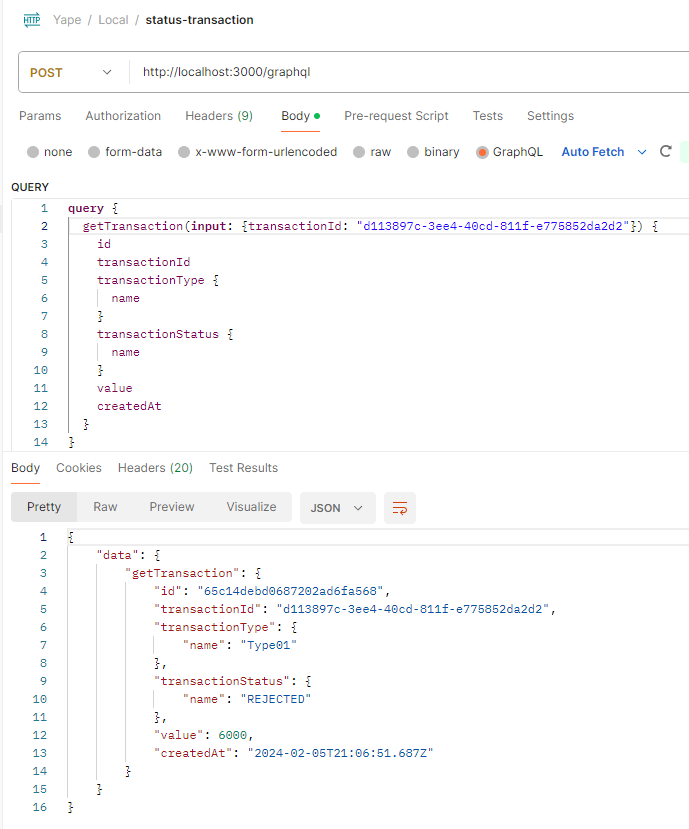 HTTP Yape / Local / status-transaction
POST http://localhost:3000/graphql
Params Authorization Headers (9) Body Pre-request Script Tests Settings
none form-data x-www-form-urlencoded raw binary GraphQL Auto Fetch
QUERY
1 query {
2 getTransaction(input: {transactionId: "d113897c-3ee4-40cd-811f-e775852da2d2"}) {
3 id
4 transactionId
5 transactionType {
6 name
7 }
8 transactionStatus {
9 name
10 }
11 value
12 createdAt
13 }
14 }
Body Cookies Headers (20) Test Results
Pretty Raw Preview Visualize JSON
1 {
2 "data": {
3 "getTransaction": {
4 "id": "65c14debd0687202ad6fa568",
5 "transactionId": "d113897c-3ee4-40cd-811f-e775852da2d2",
6 "transactionType": {
7 "name": "Type01"
8 },
9 "transactionStatus": {
10 "name": "REJECTED"
11 },
12 "value": 6000,
13 "createdAt": "2024-02-05T21:06:51.687Z"
14 }
15 }
16 }